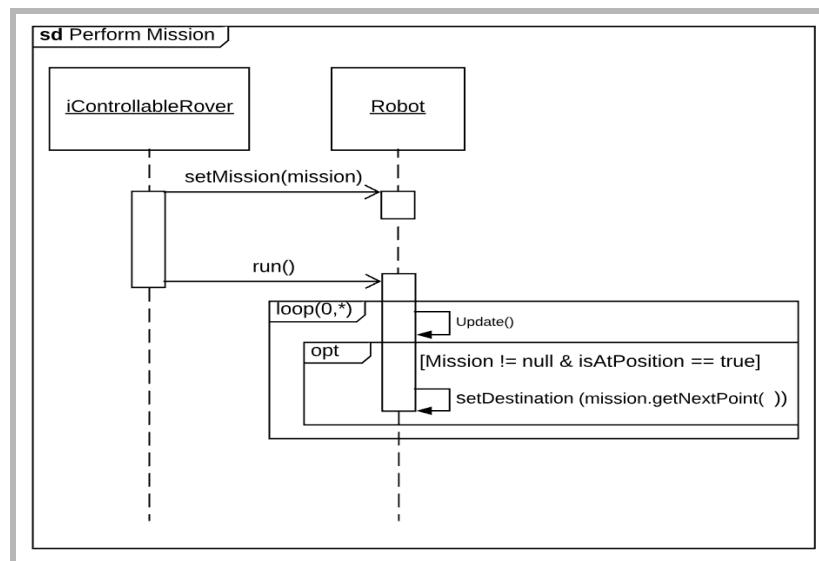 sd Perform Mission
iControllableRover
Robot
setMission(mission)
run()
loop(0,*)
Update()
opt
[Mission != null & isAtPosition == true]
setDestination (mission.getNextPoint( ))